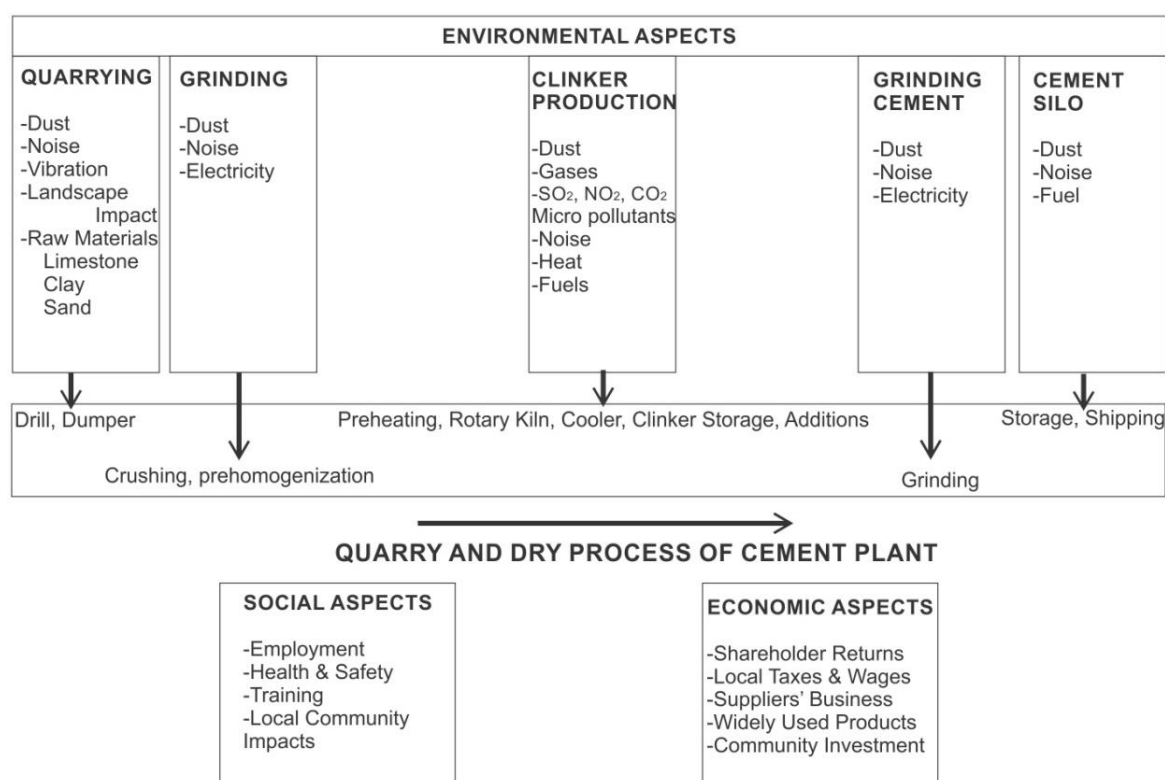 ENVIRONMENTAL ASPECTS
QUARRYING
-Dust
-Noise
-Vibration
-Landscape
Impact
-Raw Materials
Limestone
Clay
Sand
GRINDING
-Dust
-Noise
-Electricity
CLINKER
PRODUCTION
-Dust
-Gases
-SO₂, NO₂, CO₂
Micro pollutants
-Noise
-Heat
-Fuels
GRINDING
CEMENT
-Dust
-Noise
-Electricity
CEMENT
SILO
-Dust
-Noise
-Fuel
Drill, Dumper
Preheating, Rotary Kiln, Cooler, Clinker Storage, Additions
Storage, Shipping
Crushing, prehomogenization
Grinding
QUARRY AND DRY PROCESS OF CEMENT PLANT
SOCIAL ASPECTS
-Employment
-Health & Safety
-Training
-Local Community
Impacts
ECONOMIC ASPECTS
-Shareholder Returns
-Local Taxes & Wages
-Suppliers’ Business
-Widely Used Products
-Community Investment